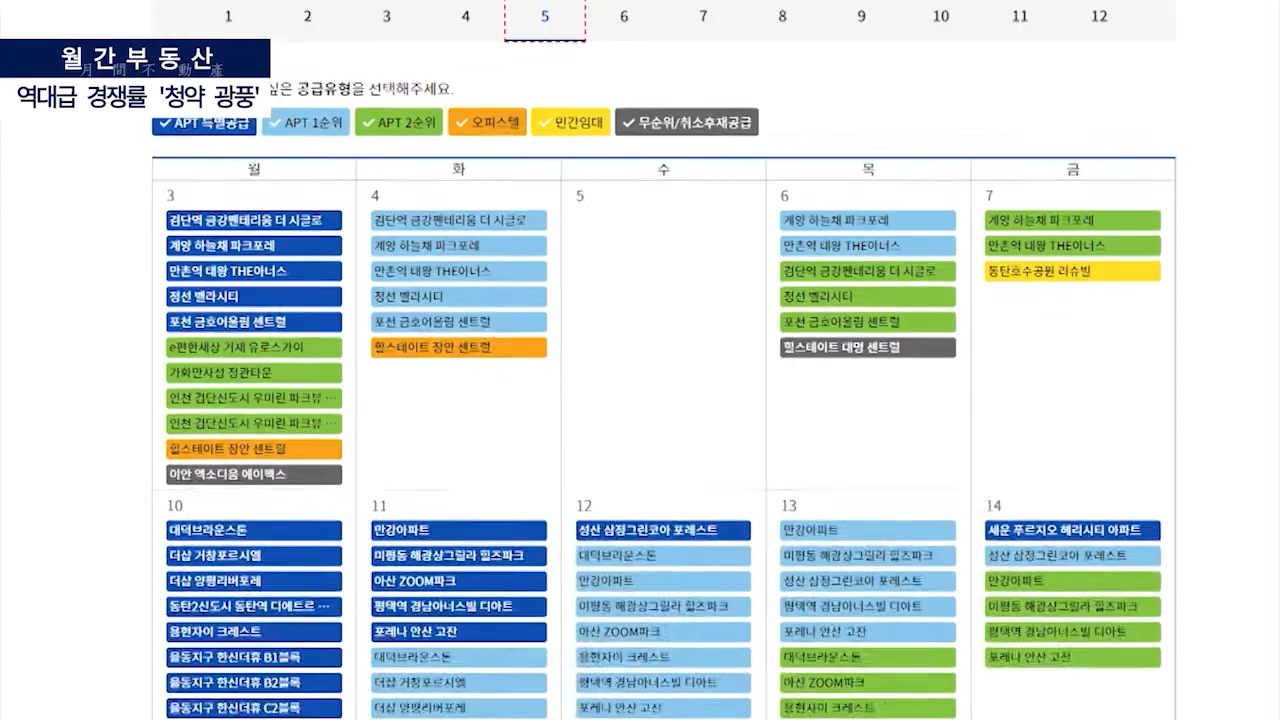 1 2 3 4 5 6 7 8 9 10 11 12
월간부동산
月間不動産
역대급 경쟁률 '청약 광풍'
싶은 공급유형을 선택해주세요.
APT 특별공급 APT 1순위 APT 2순위 오피스텔 민간임대 무순위/취소후재공급
월 화 수 목 금
3 4 5 6 7
검단역 금강펜테리움 더 시글로 검단역 금강펜테리움 더 시글로 계양 하늘채 파크포레 계양 하늘채 파크포레
계양 하늘채 파크포레 계양 하늘채 파크포레 만촌역 태왕 THE아너스 만촌역 태왕 THE아너스
만촌역 태왕 THE아너스 만촌역 태왕 THE아너스 검단역 금강펜테리움 더 시글로 동탄호수공원 리슈빌
정선 벨라시티 정선 벨라시티 정선 벨라시티
포천 금호어울림 센트럴 포천 금호어울림 센트럴 포천 금호어울림 센트럴
e편한세상 거제 유로스카이 힐스테이트 장안 센트럴 힐스테이트 대명 센트럴
가화만사성 정관타운
인천 검단신도시 우미린 파크뷰 …
인천 검단신도시 우미린 파크뷰 …
힐스테이트 장안 센트럴
이안 엑소디움 에이펙스
10 11 12 13 14
대덕브라운스톤 만강아파트 성산 삼정그린코아 포레스트 만강아파트 세운 푸르지오 헤리시티 아파트
더샵 거창포르시엘 미평동 해광샹그릴라 힐즈파크 대덕브라운스톤 미평동 해광샹그릴라 힐즈파크 성산 삼정그린코아 포레스트
더샵 양평리버포레 아산 ZOOM파크 만강아파트 성산 삼정그린코아 포레스트 만강아파트
동탄2신도시 동탄역 디에트르 … 평택역 경남아너스빌 디아트 미평동 해광샹그릴라 힐즈파크 평택역 경남아너스빌 디아트 미평동 해광샹그릴라 힐즈파크
용현자이 크레스트 포레나 안산 고잔 아산 ZOOM파크 포레나 안산 고잔 평택역 경남아너스빌 디아트
율동지구 한신더휴 B1블록 대덕브라운스톤 용현자이 크레스트 대덕브라운스톤 포레나 안산 고잔
율동지구 한신더휴 B2블록 더샵 거창포르시엘 평택역 경남아너스빌 디아트 아산 ZOOM파크
율동지구 한신더휴 C2블록 더샵 양평리버포레 포레나 안산 고잔 용현자이 크레스트